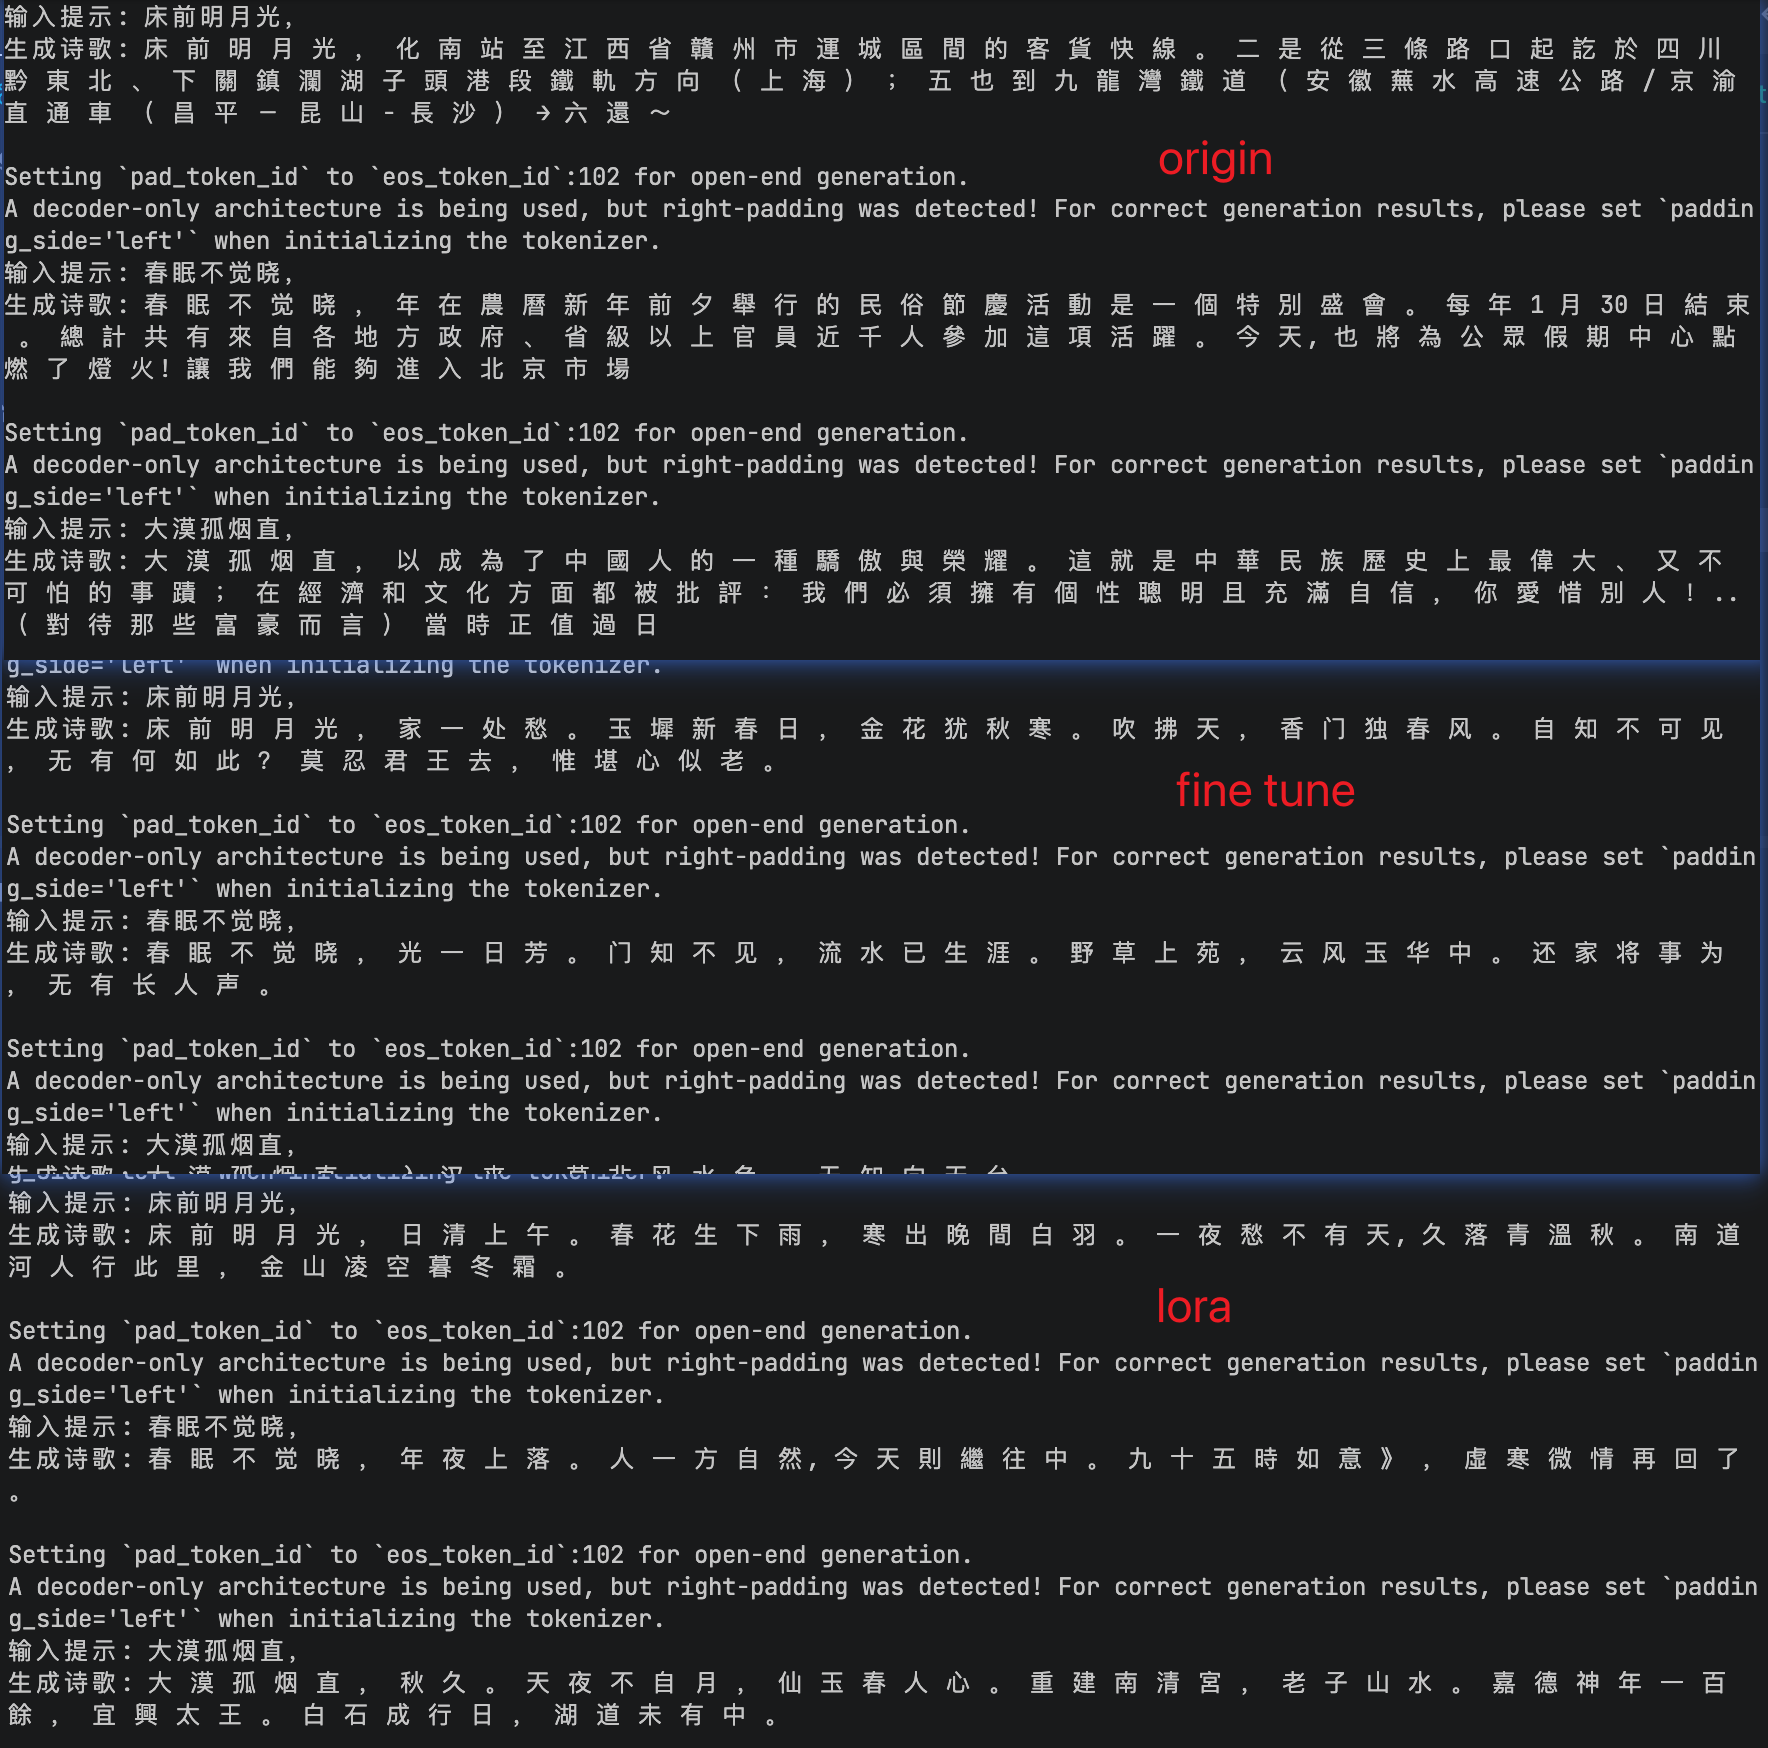 输入提示: 床前明月光,
生成诗歌: 床 前 明 月 光 , 化 南 站 至 江 西 省 贛 州 市 運 城 區 間 的 客 貨 快 線 。 二 是 從 三 條 路 口 起 訖 於 四 川
黔 東 北 、 下 關 鎮 瀾 湖 子 頭 港 段 鐵 軌 方 向 ( 上 海 ) ; 五 也 到 九 龍 灣 鐵 道 ( 安 徽 蕪 水 高 速 公 路 / 京 渝
直 通 車 ( 昌 平 — 昆 山 - 長 沙 ) → 六 還 ～
origin
Setting `pad_token_id` to `eos_token_id`:102 for open-end generation.
A decoder-only architecture is being used, but right-padding was detected! For correct generation results, please set `paddin
g_side='left'` when initializing the tokenizer.
输入提示: 春眠不觉晓,
生成诗歌: 春 眠 不 觉 晓 , 年 在 農 曆 新 年 前 夕 舉 行 的 民 俗 節 慶 活 動 是 一 個 特 別 盛 會 。 每 年 1 月 30 日 結 束
。 總 計 共 有 來 自 各 地 方 政 府 、 省 級 以 上 官 員 近 千 人 參 加 這 項 活 躍 。 今 天, 也 將 為 公 眾 假 期 中 心 點
燃 了 燈 火! 讓 我 們 能 夠 進 入 北 京 市 場
Setting `pad_token_id` to `eos_token_id`:102 for open-end generation.
A decoder-only architecture is being used, but right-padding was detected! For correct generation results, please set `paddin
g_side='left'` when initializing the tokenizer.
输入提示: 大漠孤烟直,
生成诗歌: 大 漠 孤 烟 直 , 以 成 為 了 中 國 人 的 一 種 驕 傲 與 榮 耀 。 這 就 是 中 華 民 族 歷 史 上 最 偉 大 、 又 不
可 怕 的 事 蹟 ; 在 經 濟 和 文 化 方 面 都 被 批 評 : 我 們 必 須 擁 有 個 性 聰 明 且 充 滿 自 信 , 你 愛 惜 別 人 ! ..
( 對 待 那 些 富 豪 而 言 ) 當 時 正 值 過 日
g_side='left'` when initializing the tokenizer.
输入提示: 床前明月光,
生成诗歌: 床 前 明 月 光 , 家 一 处 愁 。 玉 墀 新 春 日 , 金 花 犹 秋 寒 。 吹 拂 天 , 香 门 独 春 风 。 自 知 不 可 见
, 无 有 何 如 此 ? 莫 忍 君 王 去 , 惟 堪 心 似 老 。
fine tune
Setting `pad_token_id` to `eos_token_id`:102 for open-end generation.
A decoder-only architecture is being used, but right-padding was detected! For correct generation results, please set `paddin
g_side='left'` when initializing the tokenizer.
输入提示: 春眠不觉晓,
生成诗歌: 春 眠 不 觉 晓 , 光 一 日 芳 。 门 知 不 见 , 流 水 已 生 涯 。 野 草 上 苑 , 云 风 玉 华 中 。 还 家 将 事 为
, 无 有 长 人 声 。
Setting `pad_token_id` to `eos_token_id`:102 for open-end generation.
A decoder-only architecture is being used, but right-padding was detected! For correct generation results, please set `paddin
g_side='left'` when initializing the tokenizer.
输入提示: 大漠孤烟直,
生成诗歌: 大 漠 孤 烟 直
g_side='left'` when initializing the tokenizer.
输入提示: 床前明月光,
生成诗歌: 床 前 明 月 光 , 日 清 上 午 。 春 花 生 下 雨 , 寒 出 晚 間 白 羽 。 一 夜 愁 不 有 天, 久 落 青 溫 秋 。 南 道
河 人 行 此 里 , 金 山 凌 空 暮 冬 霜 。
lora
Setting `pad_token_id` to `eos_token_id`:102 for open-end generation.
A decoder-only architecture is being used, but right-padding was detected! For correct generation results, please set `paddin
g_side='left'` when initializing the tokenizer.
输入提示: 春眠不觉晓,
生成诗歌: 春 眠 不 觉 晓 , 年 夜 上 落 。 人 一 方 自 然, 今 天 則 繼 往 中 。 九 十 五 時 如 意 》 , 虛 寒 微 情 再 回 了
。
Setting `pad_token_id` to `eos_token_id`:102 for open-end generation.
A decoder-only architecture is being used, but right-padding was detected! For correct generation results, please set `paddin
g_side='left'` when initializing the tokenizer.
输入提示: 大漠孤烟直,
生成诗歌: 大 漠 孤 烟 直 , 秋 久 。 天 夜 不 自 月 , 仙 玉 春 人 心 。 重 建 南 清 宮 , 老 子 山 水 。 嘉 德 神 年 一 百
餘 , 宜 興 太 王 。 白 石 成 行 日 , 湖 道 未 有 中 。